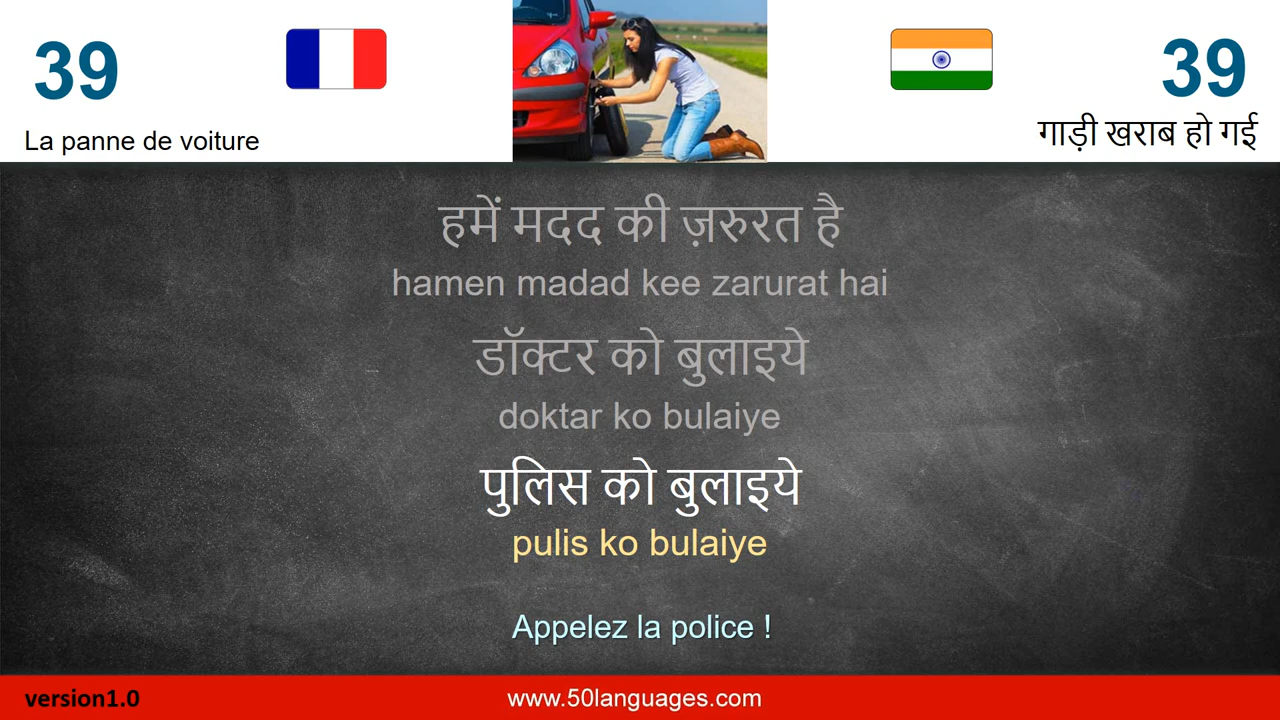 39
39
La panne de voiture
गाड़ी खराब हो गई
हमें मदद की ज़रुरत है
hamen madad kee zarurat hai
डॉक्टर को बुलाइये
doktar ko bulaiye
पुलिस को बुलाइये
pulis ko bulaiye
Appelez la police !
version1.0
www.50languages.com